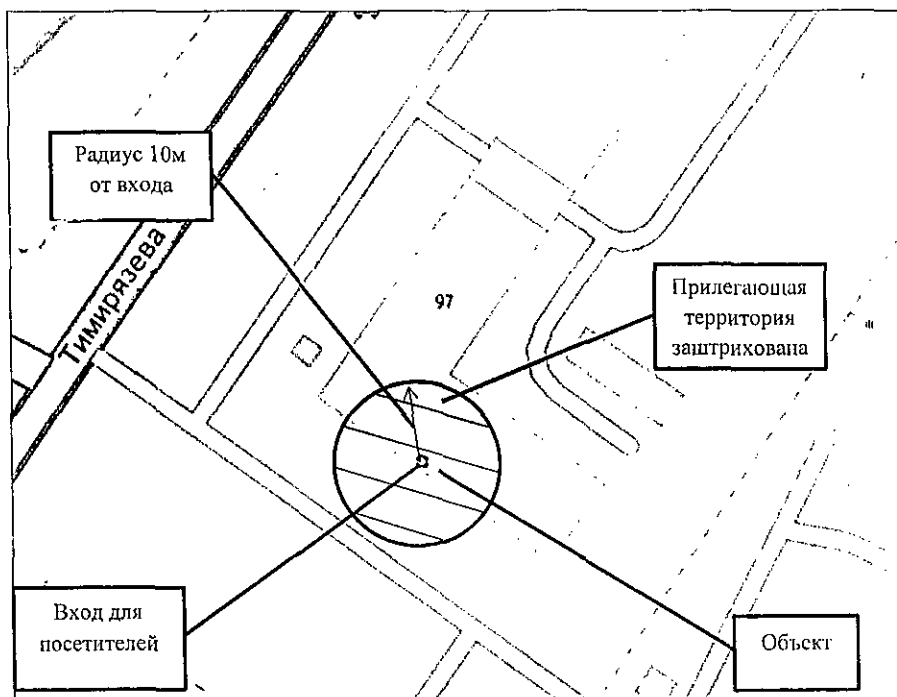 Радиус 10м
от входа
Тимирязева
97
Прилегающая
территория
заштрихована
Вход для
посетителей
Объект